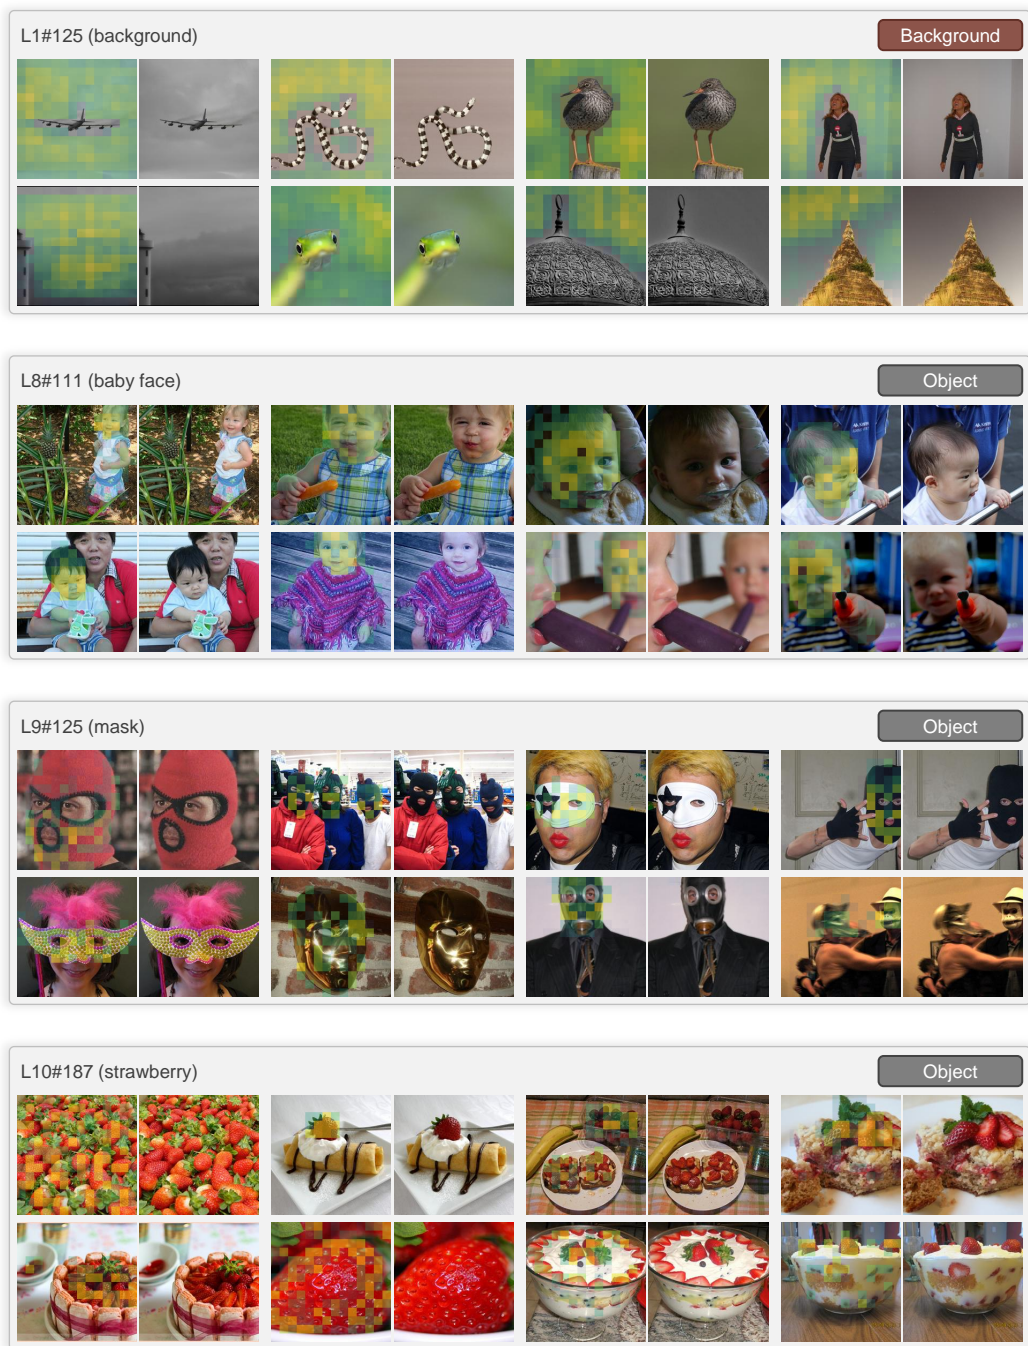 L1#125 (background)
Background
L8#111 (baby face)
Object
L9#125 (mask)
Object
L10#187 (strawberry)
Object